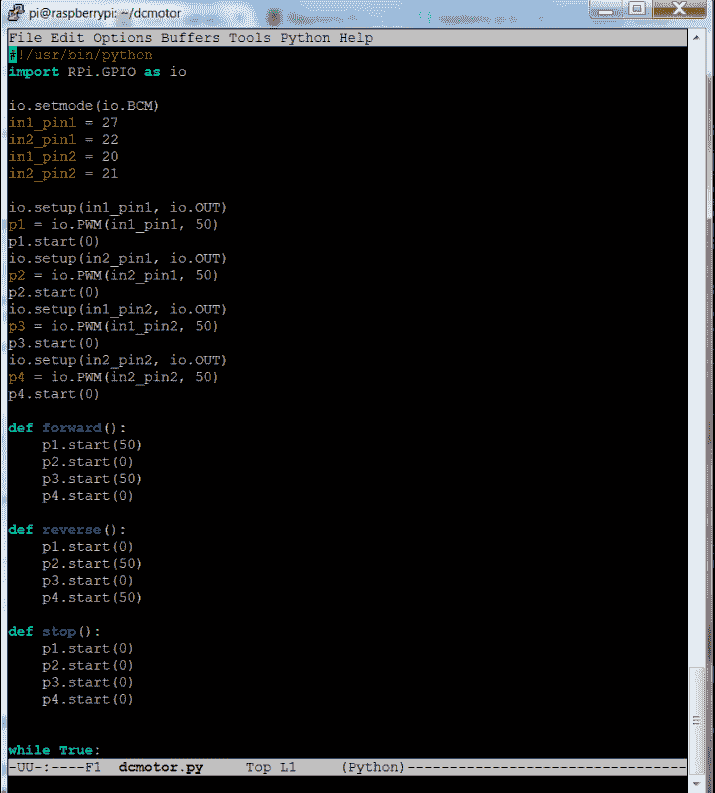 pi@raspberrypi: ~/dcmotor
File Edit Options Buffers Tools Python Help
#!/usr/bin/python
import RPi.GPIO as io

io.setmode(io.BCM)
in1_pin1 = 27
in2_pin1 = 22
in1_pin2 = 20
in2_pin2 = 21

io.setup(in1_pin1, io.OUT)
p1 = io.PWM(in1_pin1, 50)
p1.start(0)
io.setup(in2_pin1, io.OUT)
p2 = io.PWM(in2_pin1, 50)
p2.start(0)
io.setup(in1_pin2, io.OUT)
p3 = io.PWM(in1_pin2, 50)
p3.start(0)
io.setup(in2_pin2, io.OUT)
p4 = io.PWM(in2_pin2, 50)
p4.start(0)

def forward():
    p1.start(50)
    p2.start(0)
    p3.start(50)
    p4.start(0)

def reverse():
    p1.start(0)
    p2.start(50)
    p3.start(0)
    p4.start(50)

def stop():
    p1.start(0)
    p2.start(0)
    p3.start(0)
    p4.start(0)

while True:
-UU-:----F1  dcmotor.py     Top L1     (Python)----------------------------------